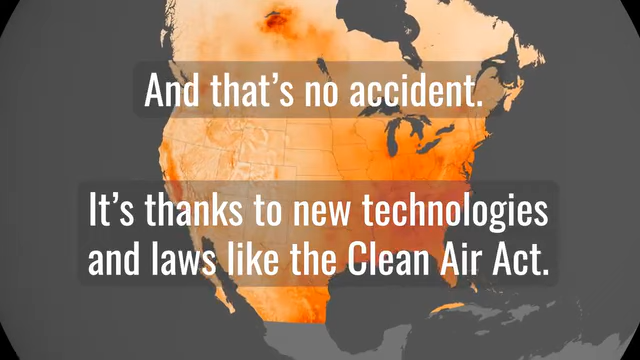 And that’s no accident.
It’s thanks to new technologies
and laws like the Clean Air Act.